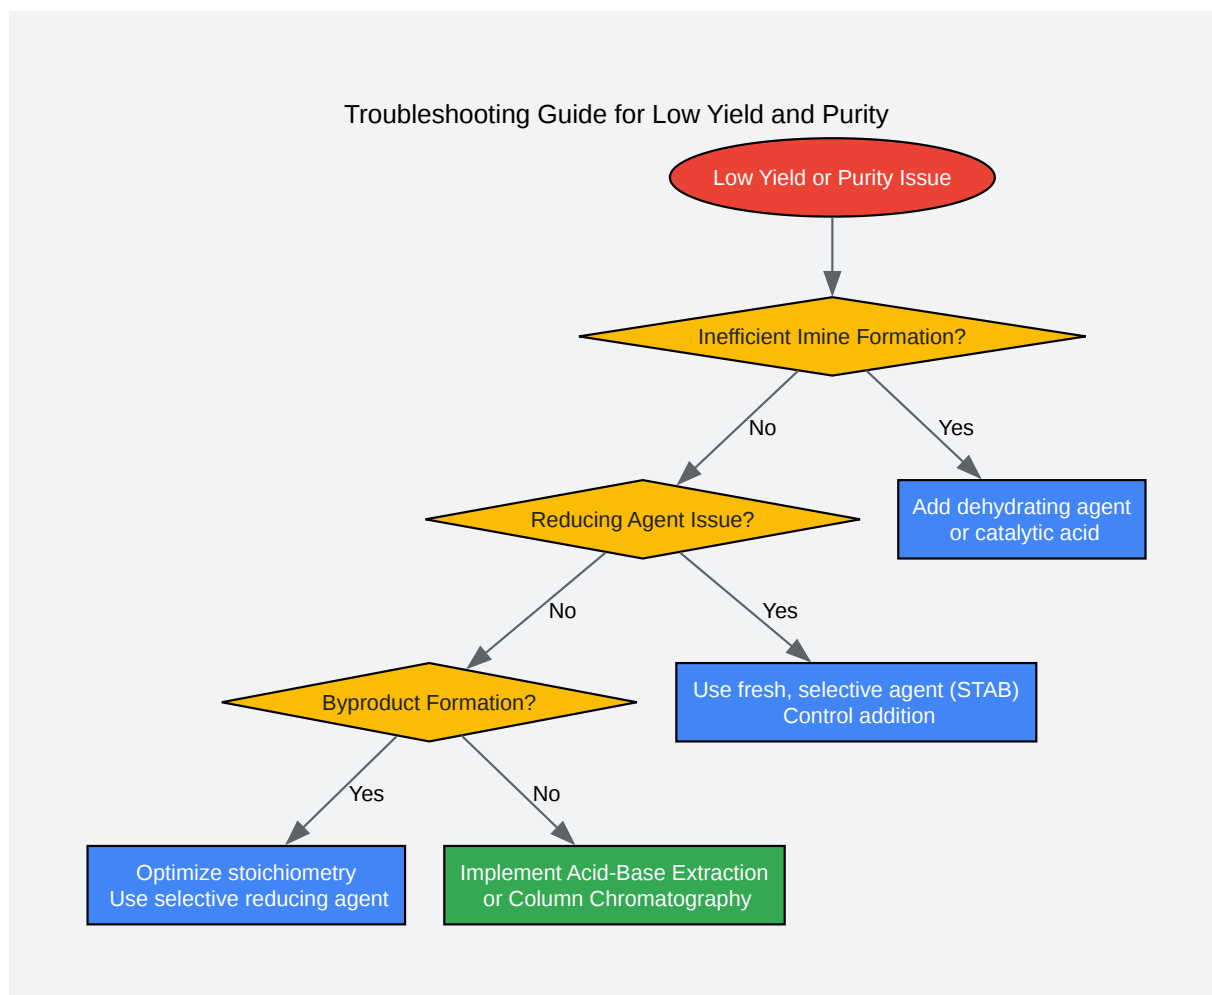 Troubleshooting Guide for Low Yield and Purity
Low Yield or Purity Issue
Inefficient Imine Formation?
No
Yes
Reducing Agent Issue?
Add dehydrating agent
or catalytic acid
No
Yes
Byproduct Formation?
Use fresh, selective agent (STAB)
Control addition
Yes
No
Optimize stoichiometry
Use selective reducing agent
Implement Acid-Base Extraction
or Column Chromatography